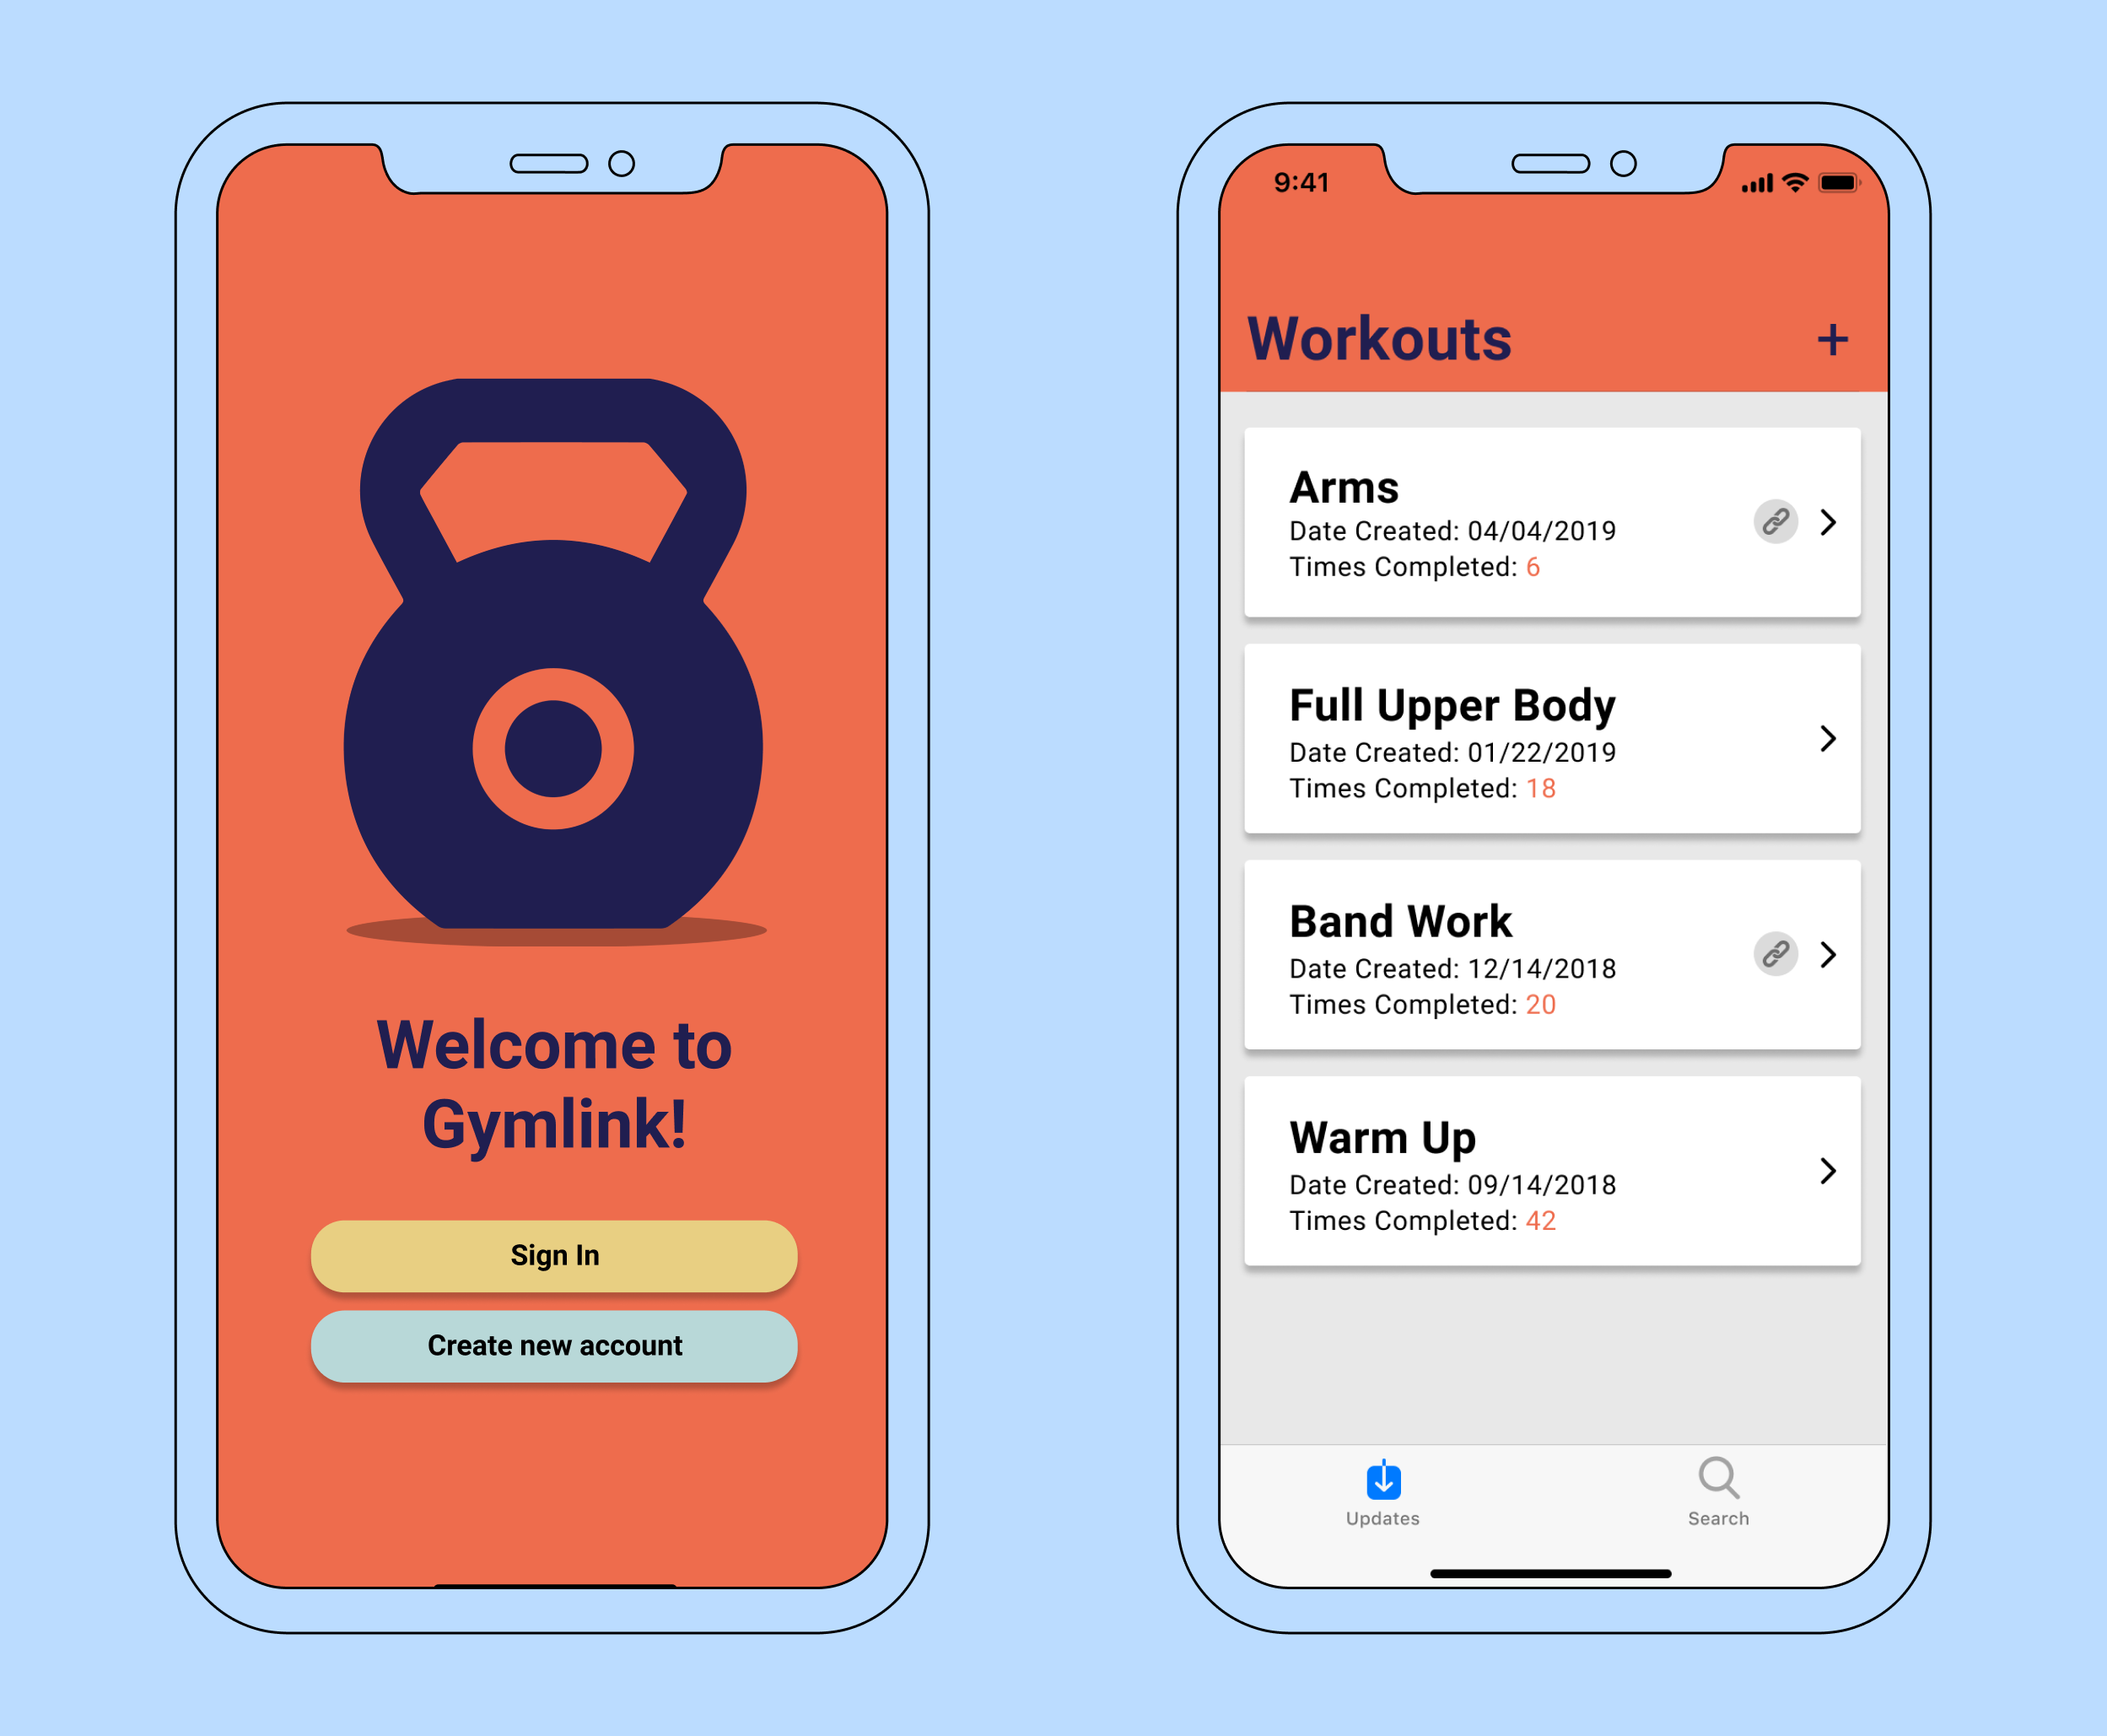 Welcome to
Gymlink!
Sign In
Create new account
9:41
Workouts
Arms
Date Created: 04/04/2019
Times Completed: 6
Full Upper Body
Date Created: 01/22/2019
Times Completed: 18
Band Work
Date Created: 12/14/2018
Times Completed: 20
Warm Up
Date Created: 09/14/2018
Times Completed: 42
Updates
Search